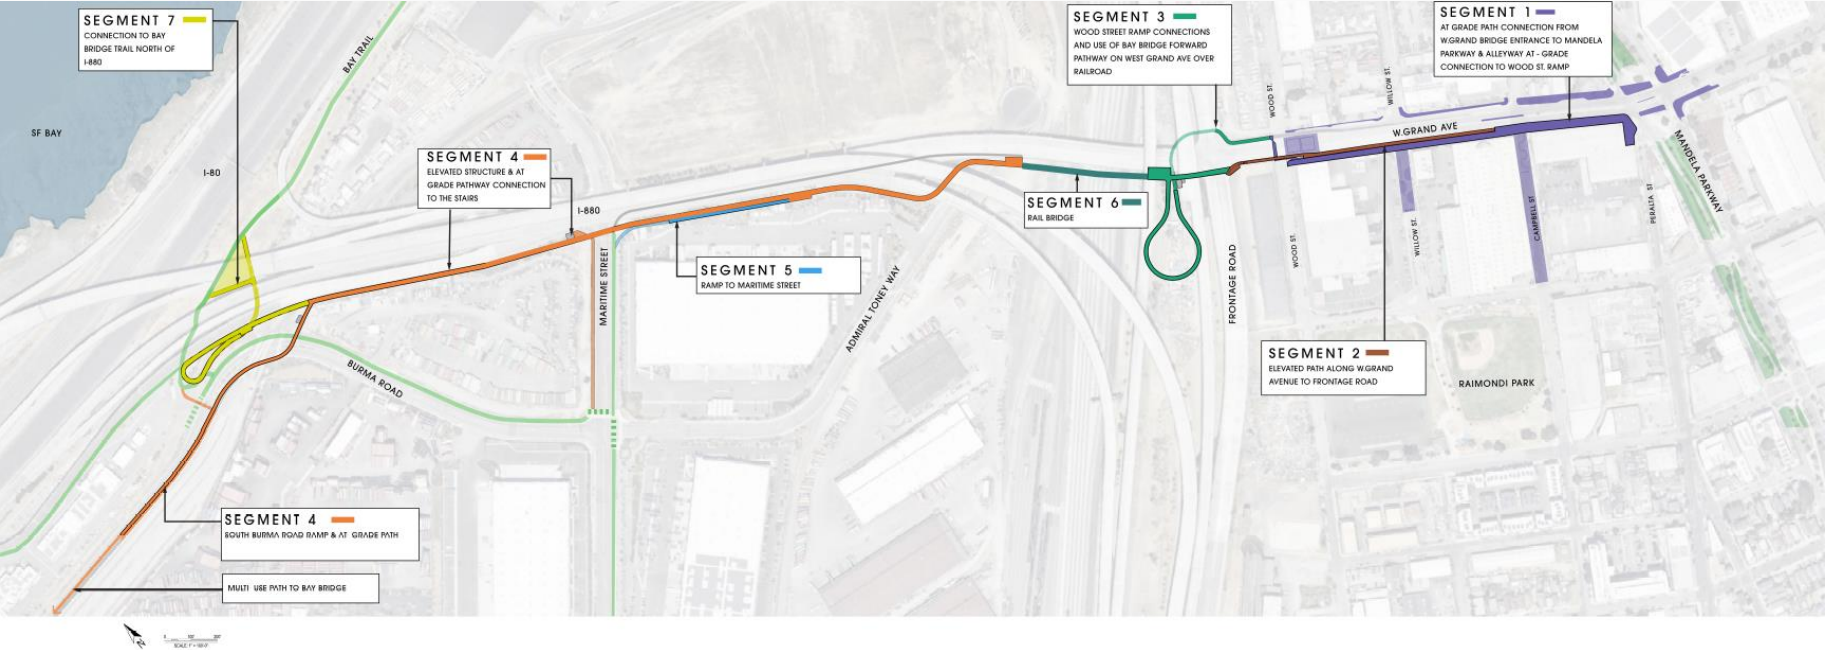 SEGMENT 7
CONNECTION TO BAY
BRIDGE TRAIL NORTH OF
I-880
BAY TRAIL
SF BAY
I-80
SEGMENT 4
ELEVATED STRUCTURE & AT
GRADE PATHWAY CONNECTION
TO THE STAIRS
I-880
MARITIME STREET
SEGMENT 5
RAMP TO MARITIME STREET
ADMIRAL TONEY WAY
BURMA ROAD
SEGMENT 4
SOUTH BURMA ROAD RAMP & AT GRADE PATH
MULTI USE PATH TO BAY BRIDGE
SEGMENT 3
WOOD STREET RAMP CONNECTIONS
AND USE OF BAY BRIDGE FORWARD
PATHWAY ON WEST GRAND AVE OVER
RAILROAD
SEGMENT 6
RAIL BRIDGE
FRONTAGE ROAD
WOOD ST.
WOOD ST.
WILLOW ST.
WILLOW ST.
W.GRAND AVE
SEGMENT 1
AT GRADE PATH CONNECTION FROM
W.GRAND BRIDGE ENTRANCE TO MANDELA
PARKWAY & ALLEYWAY AT - GRADE
CONNECTION TO WOOD ST. RAMP
CAMPBELL ST
PERALTA ST
MANDELA PARKWAY
SEGMENT 2
ELEVATED PATH ALONG W.GRAND
AVENUE TO FRONTAGE ROAD
RAIMONDI PARK
N